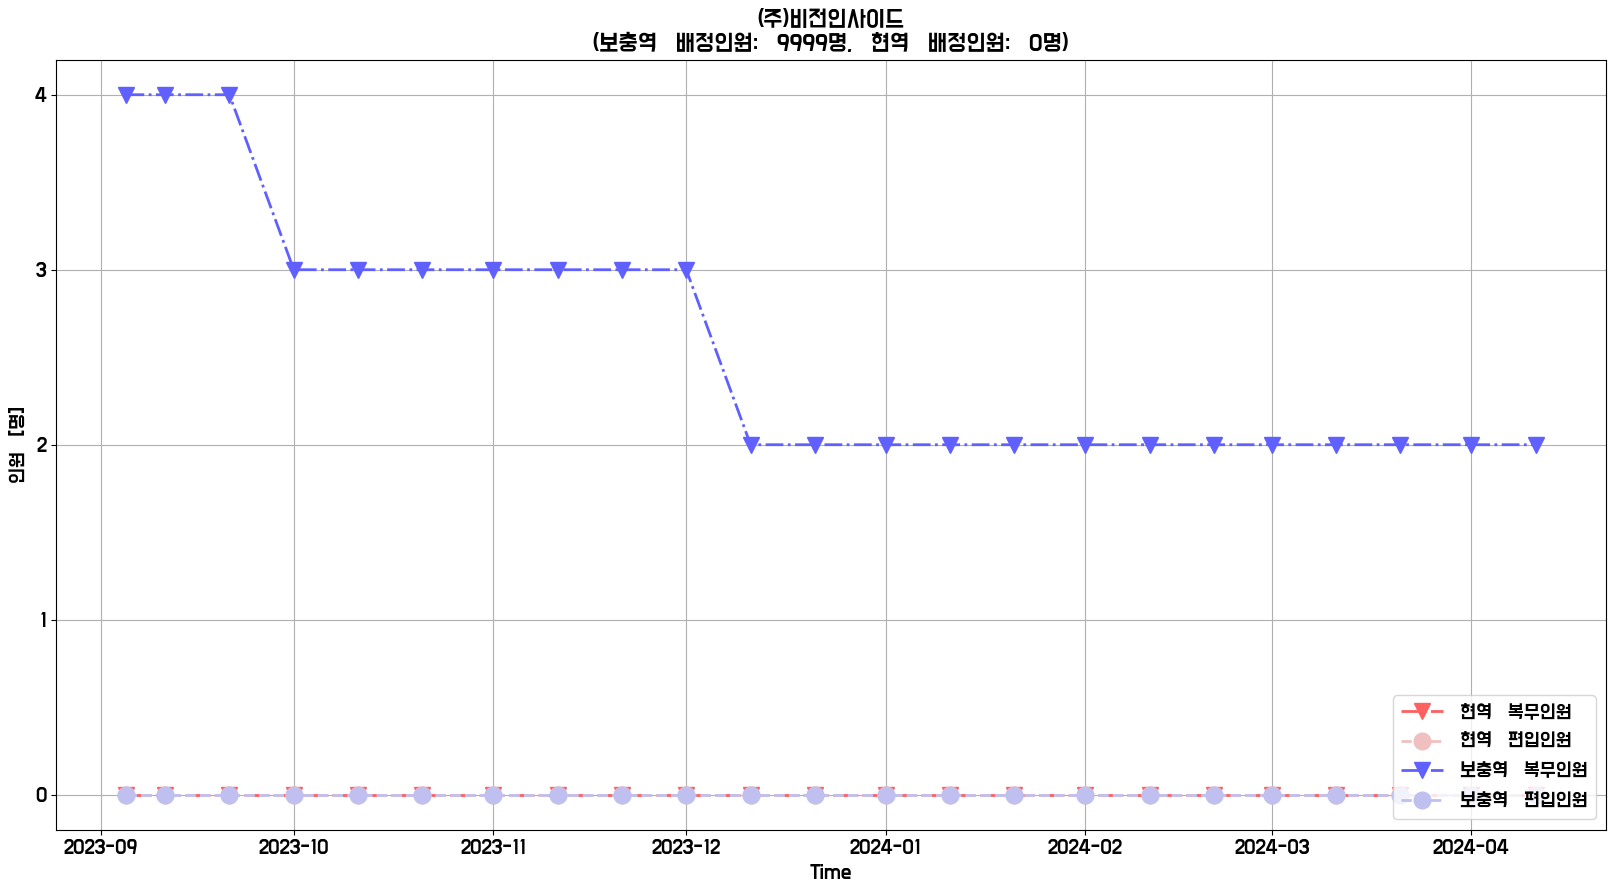 (주)비전인사이드
(보충역 배정인원: 9999명, 현역 배정인원: 0명)
4
3
2
1
0
인원 [명]
현역 복무인원
현역 편입인원
보충역 복무인원
보충역 편입인원
2023-09 2023-10 2023-11 2023-12 2024-01 2024-02 2024-03 2024-04
Time